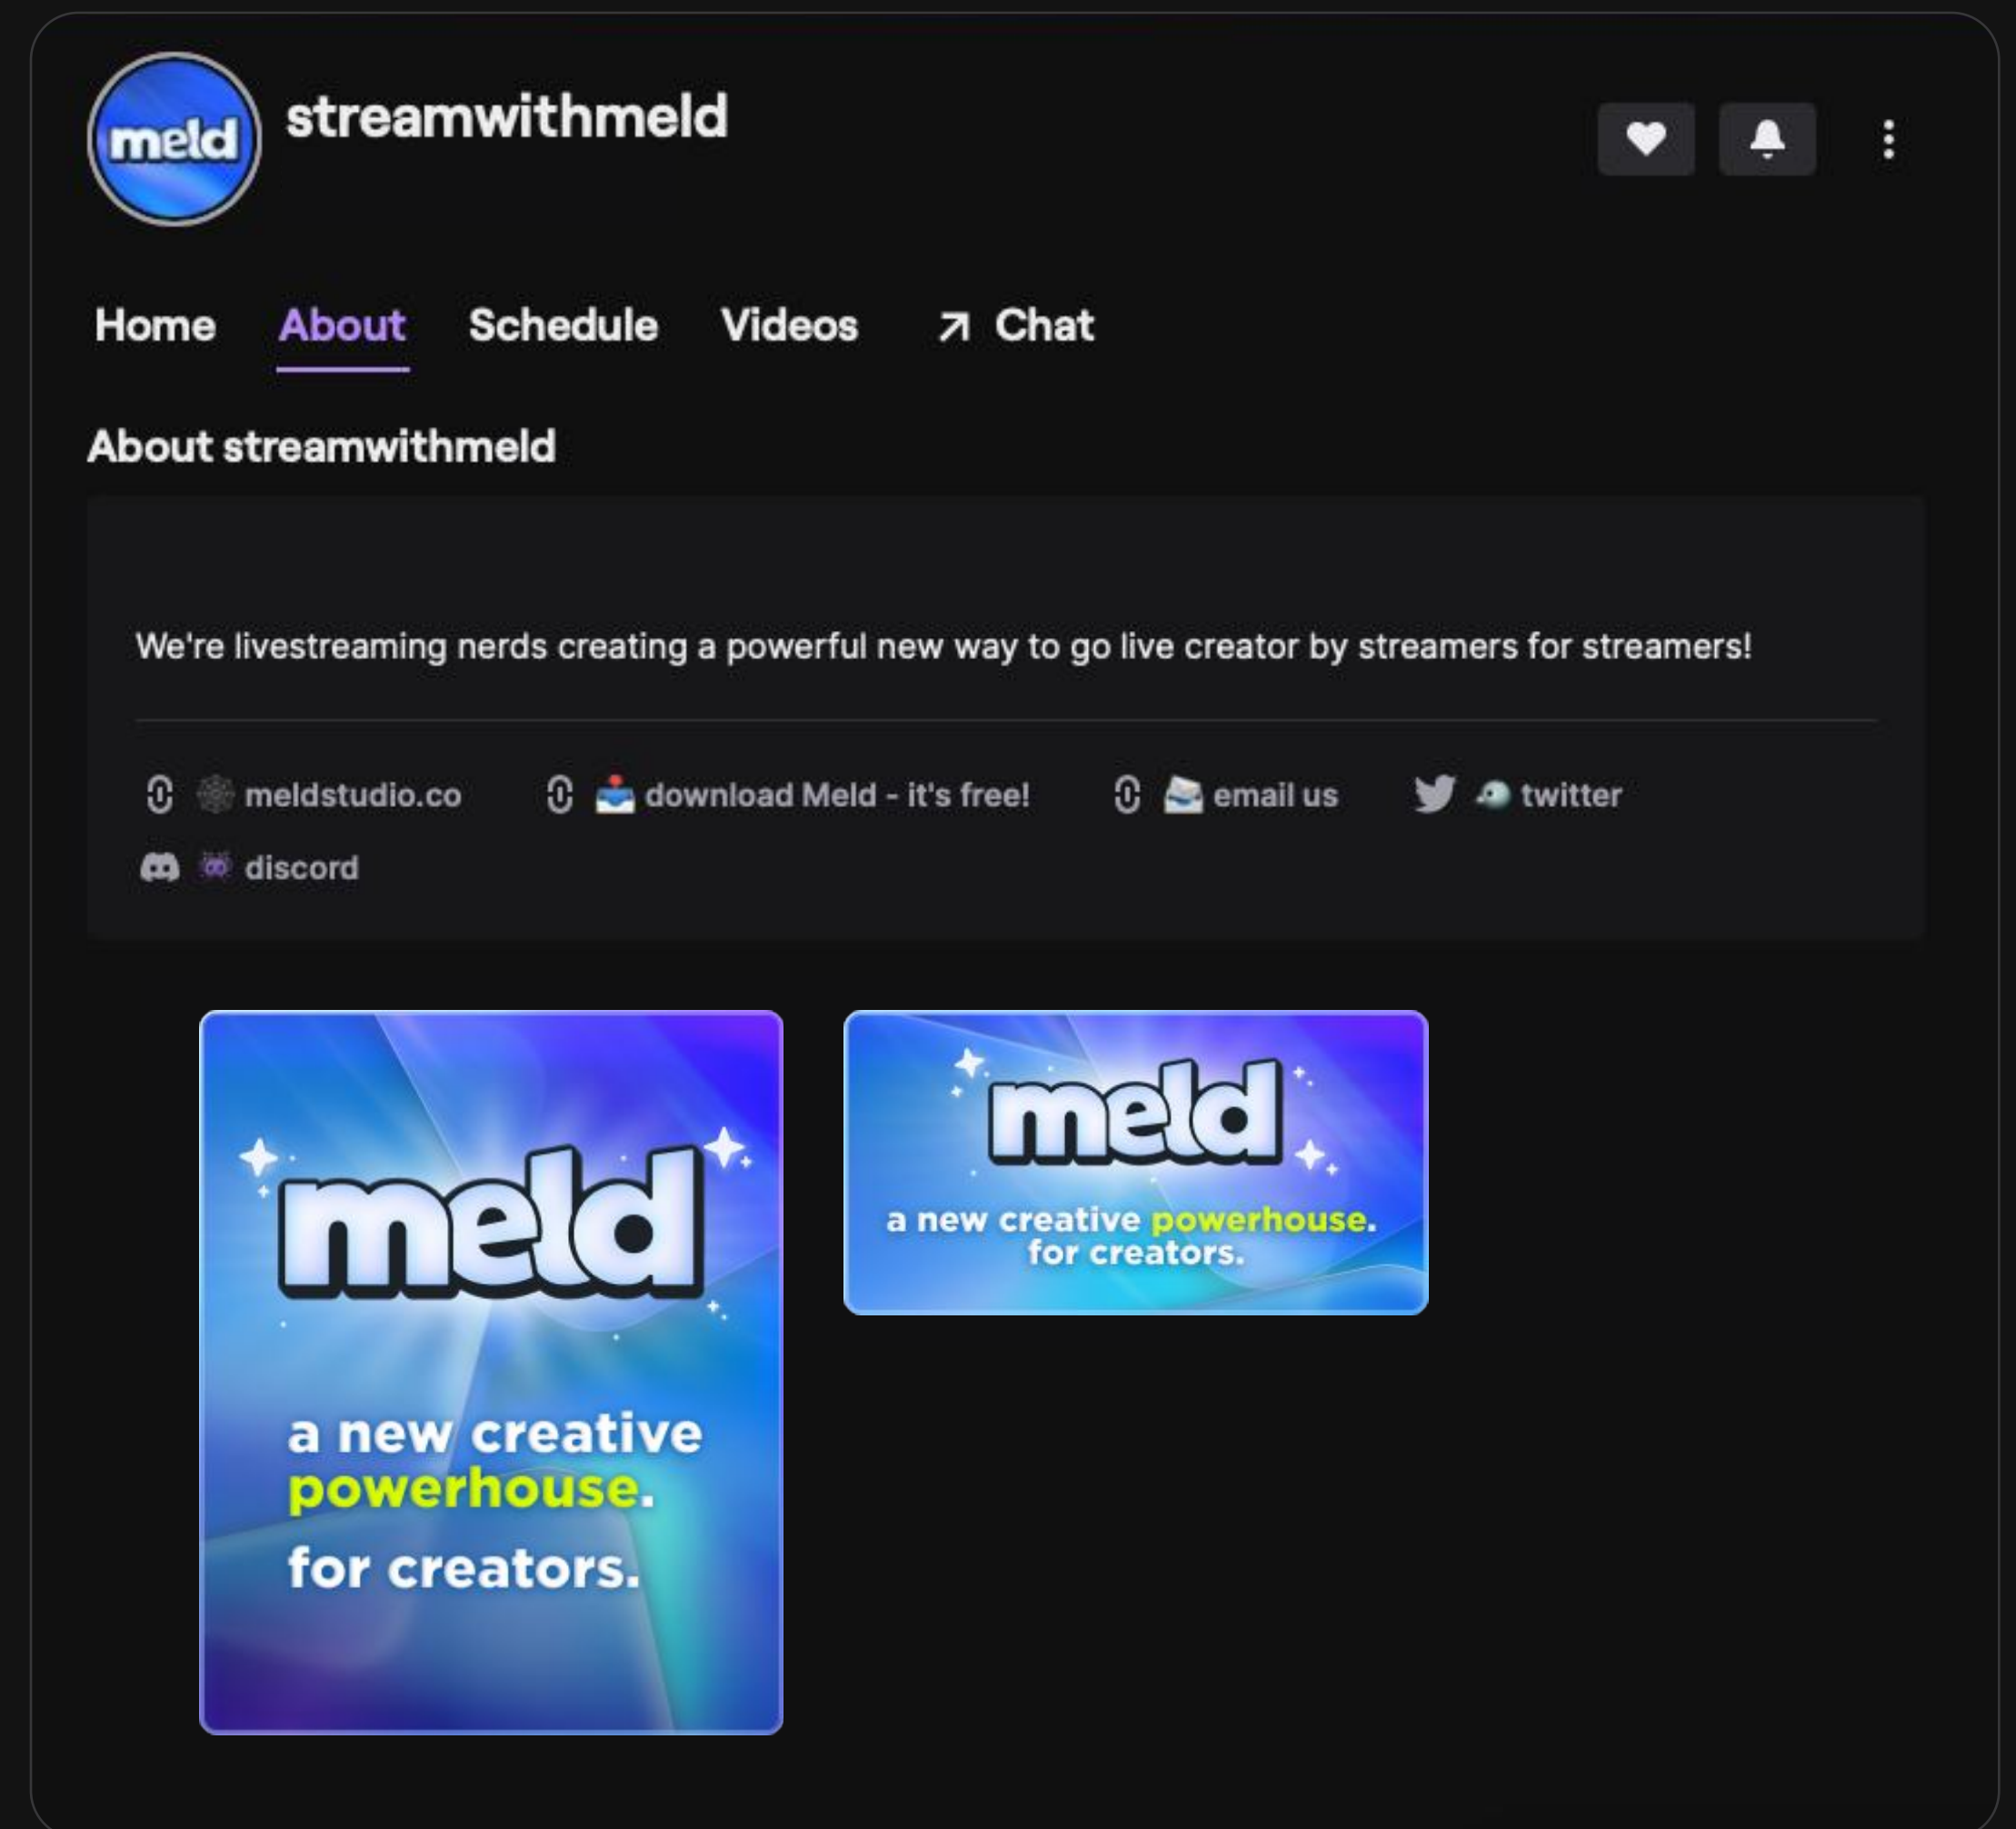 meld
streamwithmeld
Home About Schedule Videos Chat
About streamwithmeld
We're livestreaming nerds creating a powerful new way to go live creator by streamers for streamers!
meldstudio.co download Meld - it's free! email us twitter
discord
meld
a new creative
powerhouse.
for creators.
meld
a new creative powerhouse.
for creators.